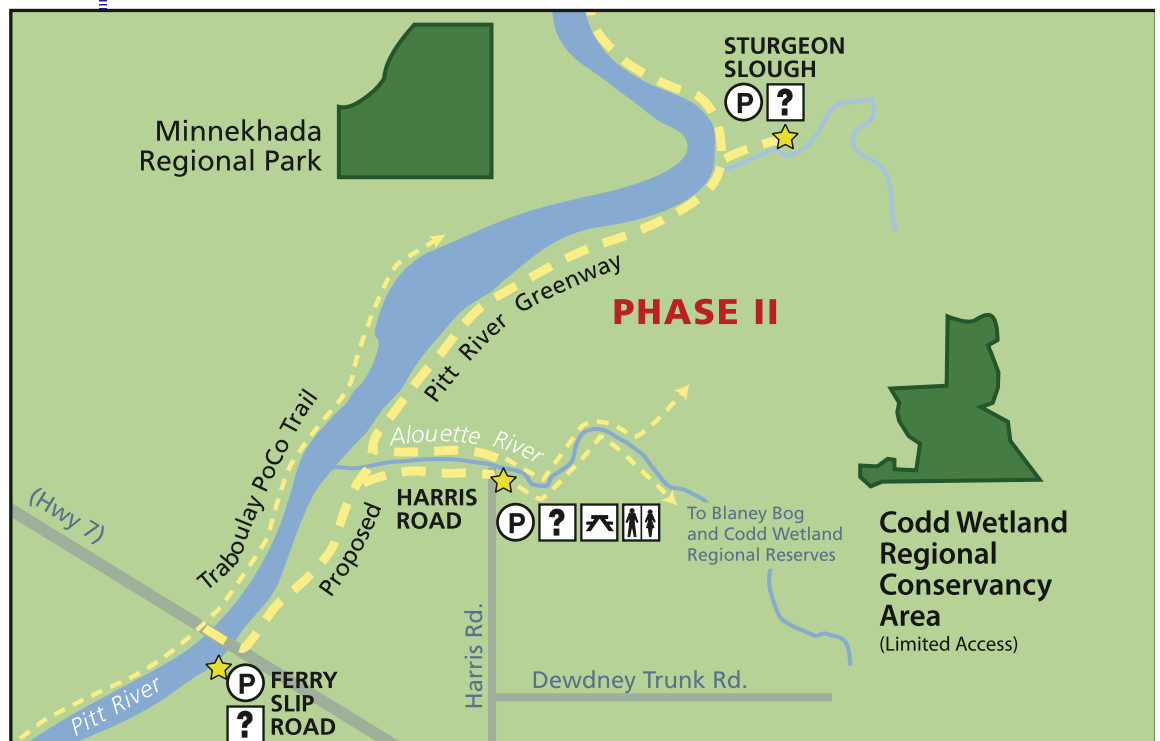 STURGEON
SLOUGH
P ?
Minnekhada
Regional Park
Pitt River Greenway
PHASE II
Traboulay PoCo Trail
Alouette River
(Hwy 7)
HARRIS
ROAD
P ?
Proposed
To Blaney Bog
and Codd Wetland
Regional Reserves
Codd Wetland
Regional
Conservancy
Area
(Limited Access)
Harris Rd.
Dewdney Trunk Rd.
Pitt River
P
FERRY
SLIP
ROAD
?